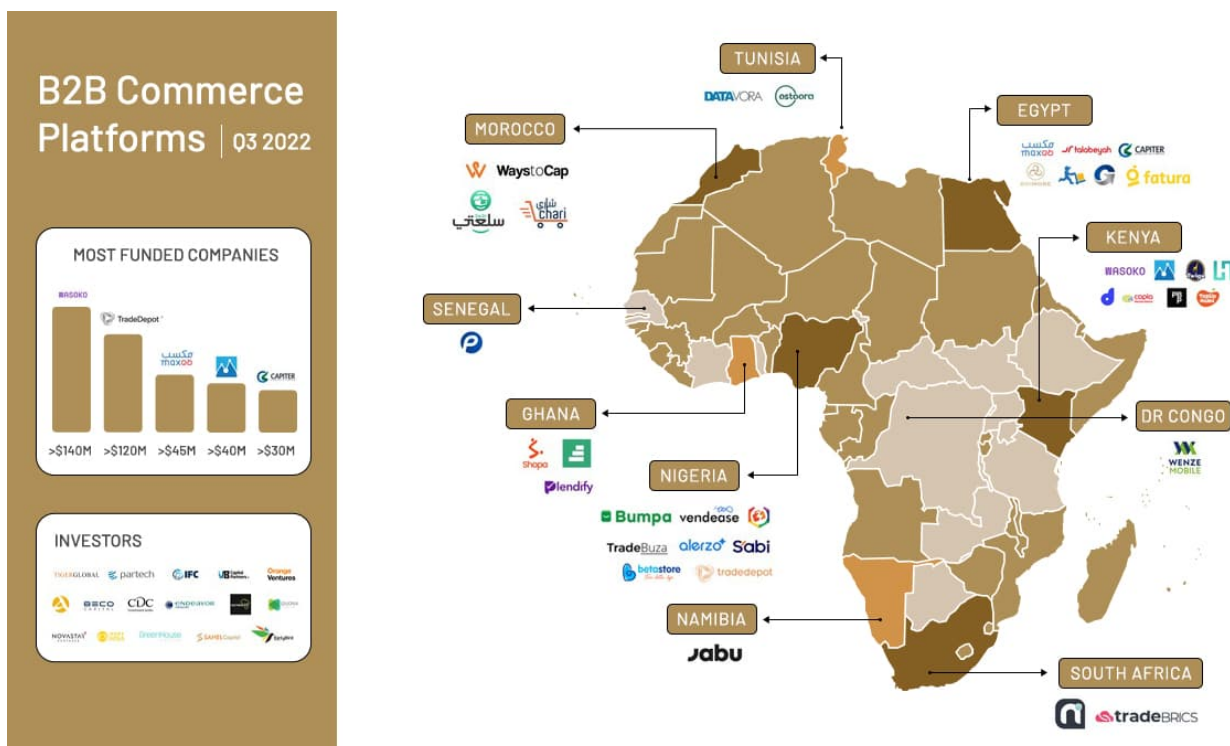 B2B Commerce
Platforms | Q3 2022
MOST FUNDED COMPANIES
WASOKO
TradeDepot
مكسب
maxab
CAPITER
>$140M >$120M >$45M >$40M >$30M
INVESTORS
TIGERGLOBAL partech IFC Capital Orange Ventures
BECO CAPITAL CDC endeavor
NOVASTAR GreenHouse SAHEL Capital
TUNISIA
DATAVORA ostoora
MOROCCO
WaystoCap
سلعتي
شاري
chari
EGYPT
مكسب
maxab
talabeyah CAPITER
fatura
KENYA
WASOKO
SENEGAL
GHANA
Shopa
Plendify
NIGERIA
Bumpa vendease
TradeBuza alerzo Sabi
betastore tradedepot
DR CONGO
WENZE
MOBILE
NAMIBIA
Jabu
SOUTH AFRICA
n tradeBRICS